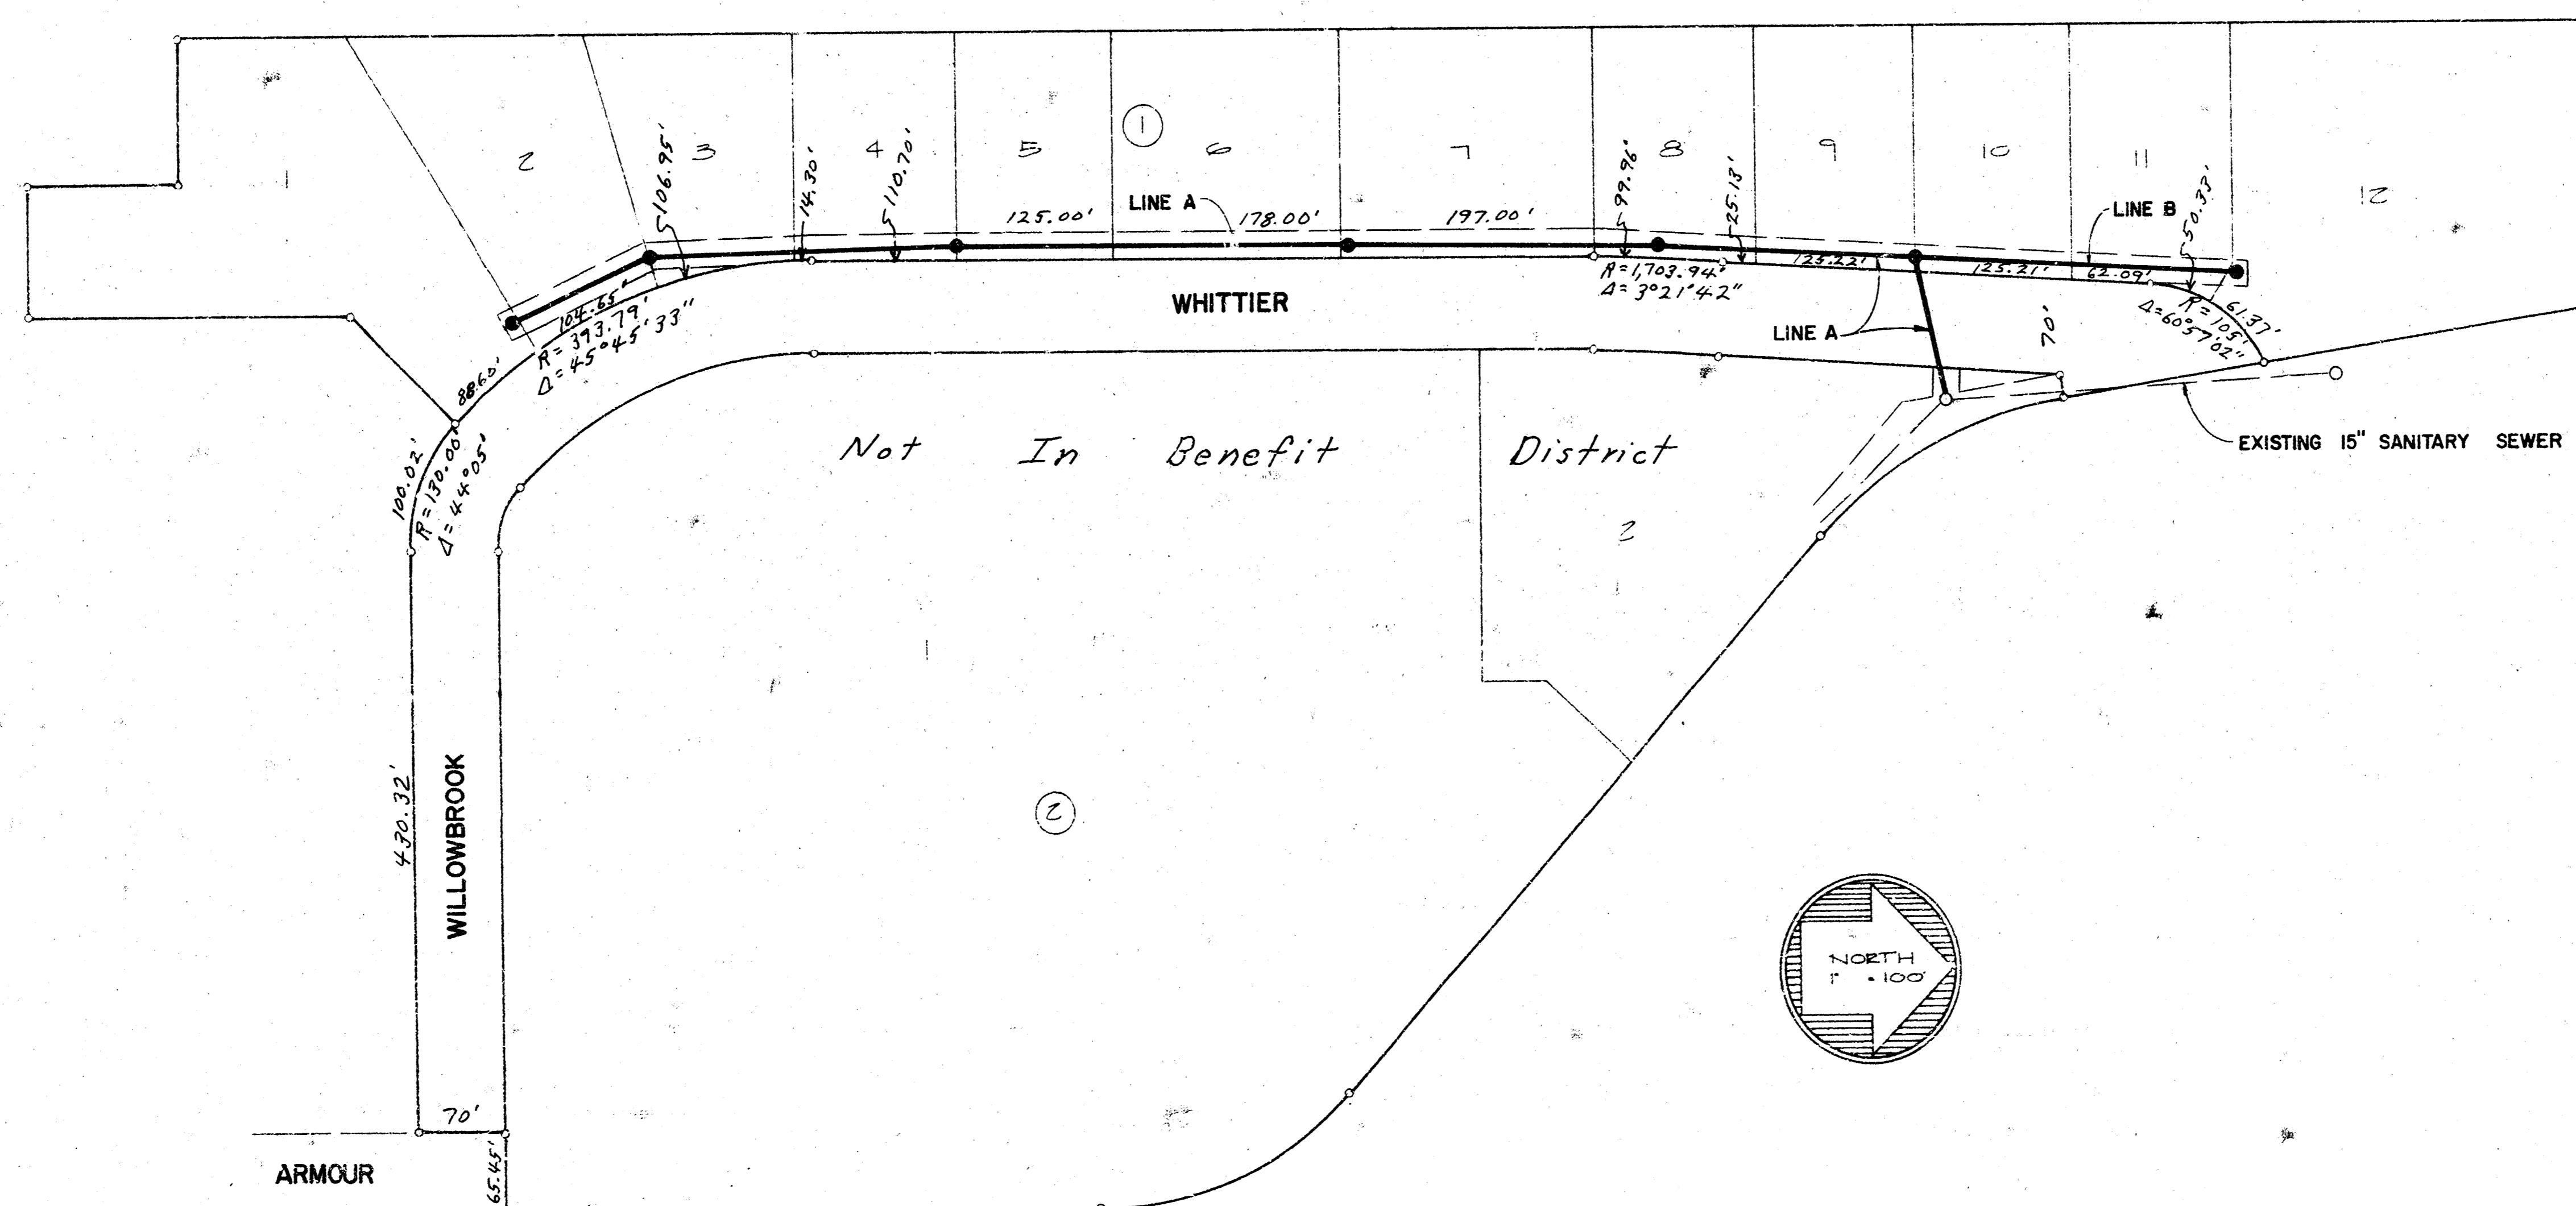 1
2
3
4
5
6
7
8
9
10
11
12
1
106.95'
14.30'
110.70'
125.00'
LINE A
178.00'
197.00'
99.96'
25.13'
LINE B
50.33'
104.65'
R= 393.79'
Δ= 45°45'33"
88.60'
100.02'
R= 130.00'
Δ= 44°05'
WHITTIER
R= 1,703.94'
Δ= 3°21'42"
125.22'
125.21'
62.09'
LINE A
70'
61.37'
R= 105'
Δ=60°57'02"
EXISTING 15" SANITARY SEWER
Not In Benefit District
2
1
2
430.32'
WILLOWBROOK
NORTH
100'
70'
ARMOUR
65.45'